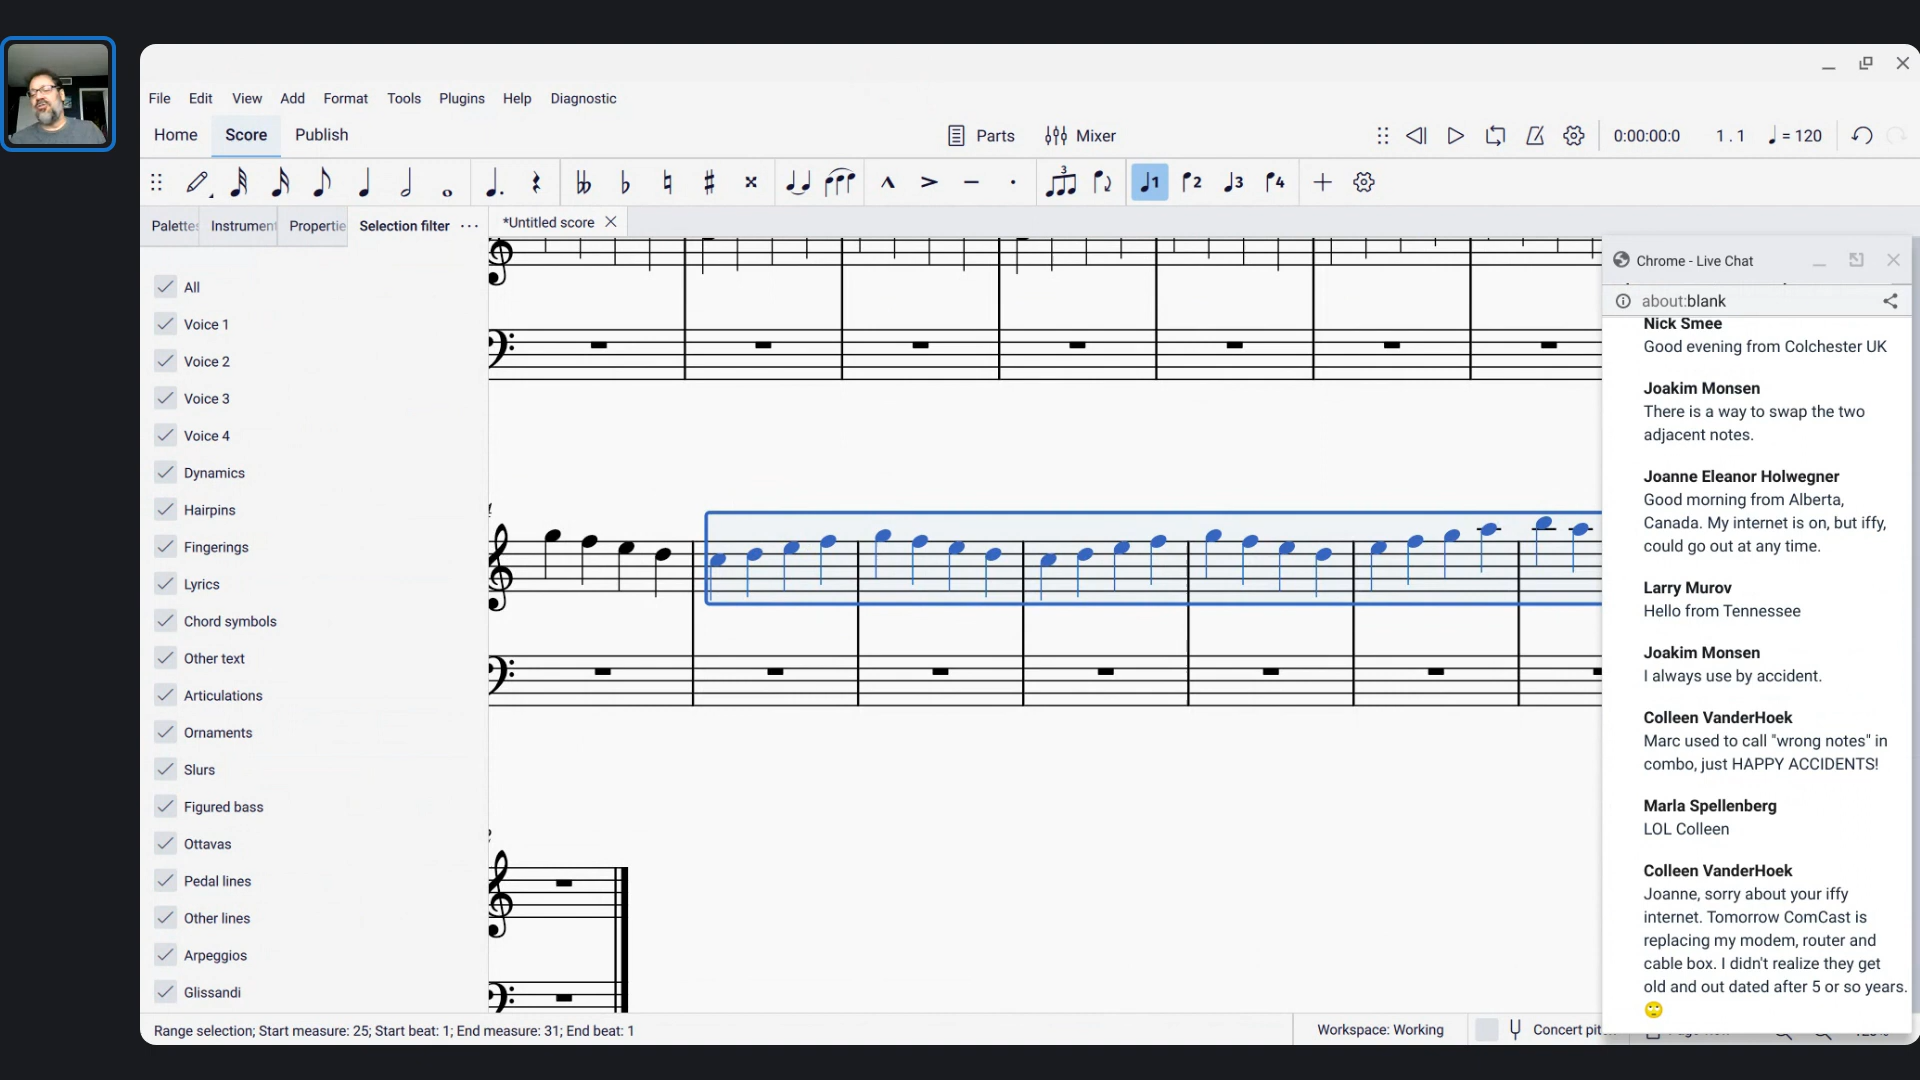 File Edit View Add Format Tools Plugins Help Diagnostic
Home Score Publish Parts Mixer 0:00:00:0 1 . 1 = 120
3 1 2 3 4
Palette Instrument Propertie Selection filter ··· *Untitled score
All
Voice 1
Voice 2
Voice 3
Voice 4
Dynamics
Hairpins
Fingerings
Lyrics
Chord symbols
Other text
Articulations
Ornaments
Slurs
Figured bass
Ottavas
Pedal lines
Other lines
Arpeggios
Glissandi
Chrome - Live Chat
about:blank
Nick Smee
Good evening from Colchester UK
Joakim Monsen
There is a way to swap the two
adjacent notes.
Joanne Eleanor Holwegner
Good morning from Alberta,
Canada. My internet is on, but iffy,
could go out at any time.
Larry Murov
Hello from Tennessee
Joakim Monsen
I always use by accident.
Colleen VanderHoek
Marc used to call "wrong notes" in
combo, just HAPPY ACCIDENTS!
Marla Spellenberg
LOL Colleen
Colleen VanderHoek
Joanne, sorry about your iffy
internet. Tomorrow ComCast is
replacing my modem, router and
cable box. I didn't realize they get
old and out dated after 5 or so years.
🙄
Range selection; Start measure: 25; Start beat: 1; End measure: 31; End beat: 1
Workspace: Working Concert pit